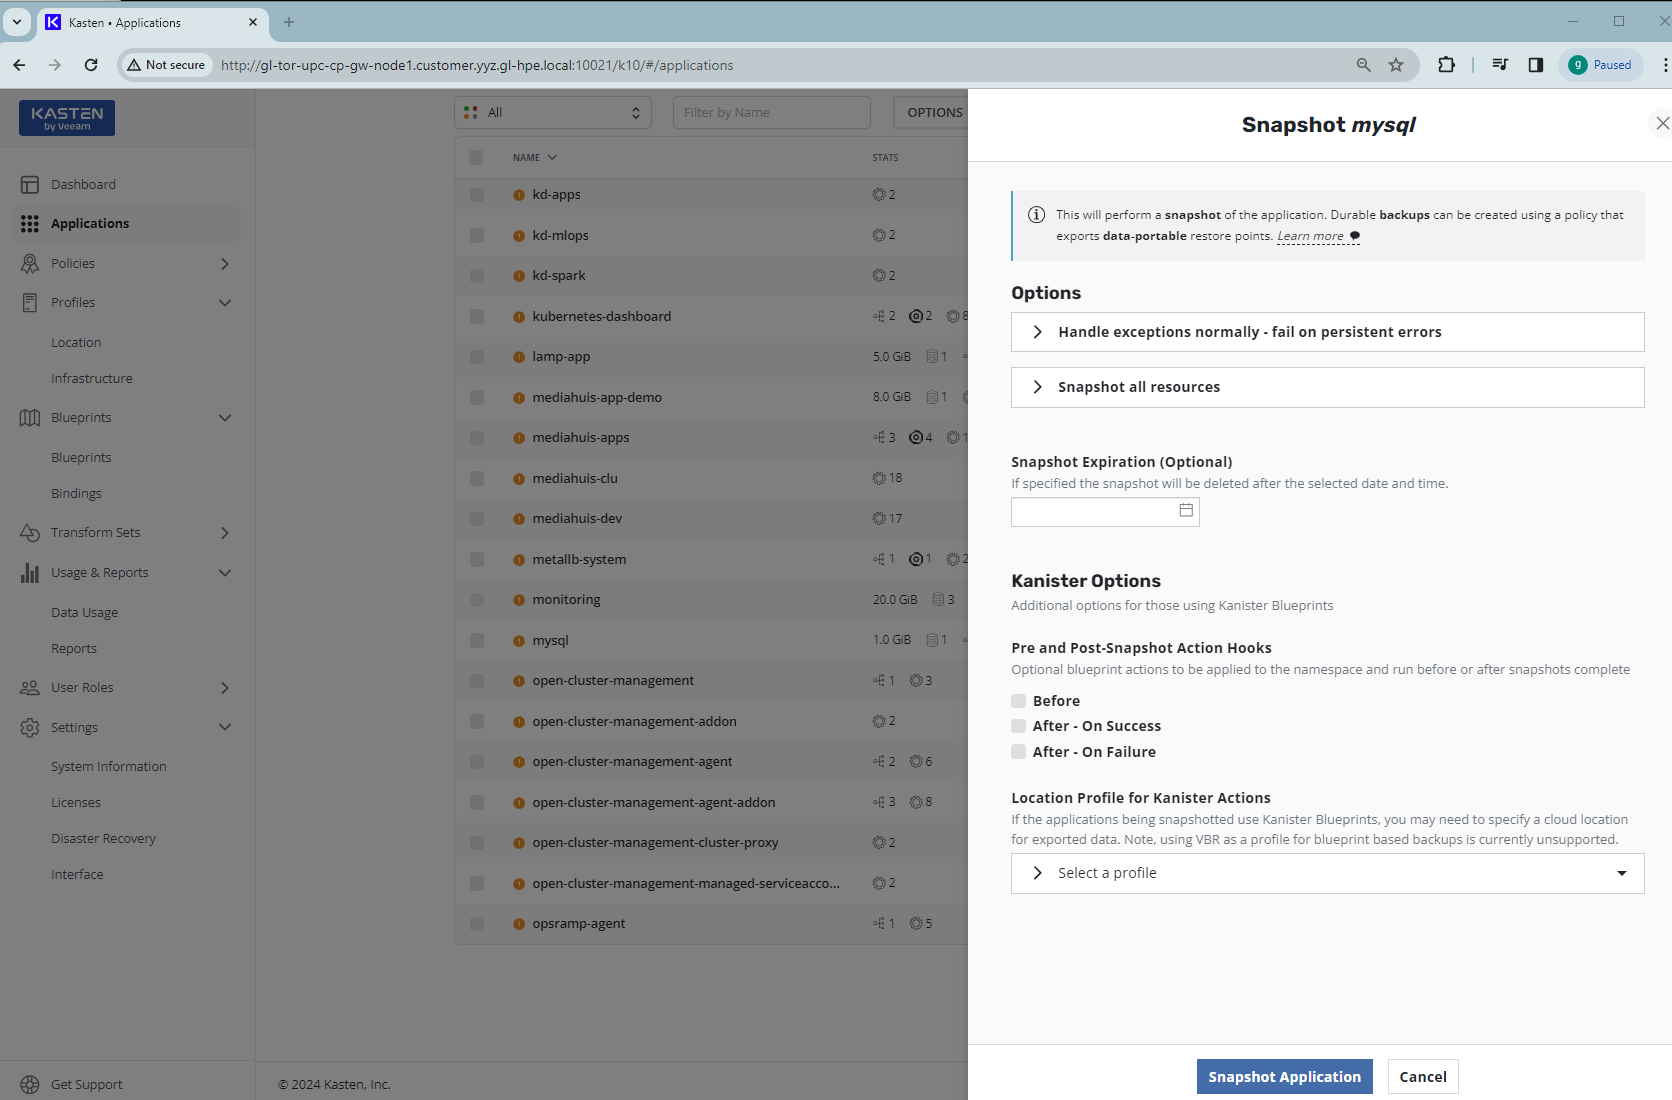 Kasten • Applications
Not secure
http://gl-tor-upc-cp-gw-node1.customer.yyz.gl-hpe.local:10021/k10/#/applications
g Paused
KASTEN
by Veeam
Dashboard
Applications
Policies
Profiles
Location
Infrastructure
Blueprints
Blueprints
Bindings
Transform Sets
Usage & Reports
Data Usage
Reports
User Roles
Settings
System Information
Licenses
Disaster Recovery
Interface
Get Support
All
Filter by Name
OPTIONS
NAME STATS
kd-apps 2
kd-mlops 2
kd-spark 2
kubernetes-dashboard 2 2 8
lamp-app 5.0 GiB 1
mediahuis-app-demo 8.0 GiB 1
mediahuis-apps 3 4 1
mediahuis-clu 18
mediahuis-dev 17
metallb-system 1 1 2
monitoring 20.0 GiB 3
mysql 1.0 GiB 1
open-cluster-management 1 3
open-cluster-management-addon 2
open-cluster-management-agent 2 6
open-cluster-management-agent-addon 3 8
open-cluster-management-cluster-proxy 2
open-cluster-management-managed-serviceacco... 2
opsramp-agent 1 5
© 2024 Kasten, Inc.
Snapshot mysql
This will perform a snapshot of the application. Durable backups can be created using a policy that
exports data-portable restore points. Learn more
Options
Handle exceptions normally - fail on persistent errors
Snapshot all resources
Snapshot Expiration (Optional)
If specified the snapshot will be deleted after the selected date and time.
Kanister Options
Additional options for those using Kanister Blueprints
Pre and Post-Snapshot Action Hooks
Optional blueprint actions to be applied to the namespace and run before or after snapshots complete
Before
After - On Success
After - On Failure
Location Profile for Kanister Actions
If the applications being snapshotted use Kanister Blueprints, you may need to specify a cloud location
for exported data. Note, using VBR as a profile for blueprint based backups is currently unsupported.
Select a profile
Snapshot Application
Cancel